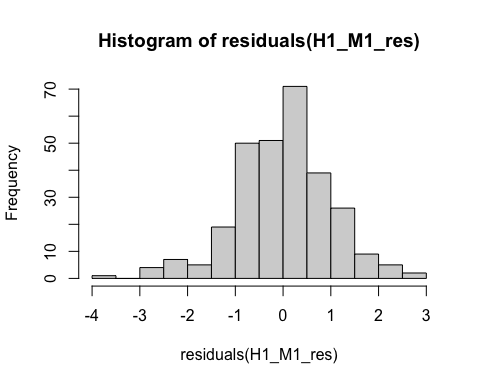 Histogram of residuals(H1_M1_res)
Frequency
70
50
30
10
0
-4 -3 -2 -1 0 1 2 3
residuals(H1_M1_res)